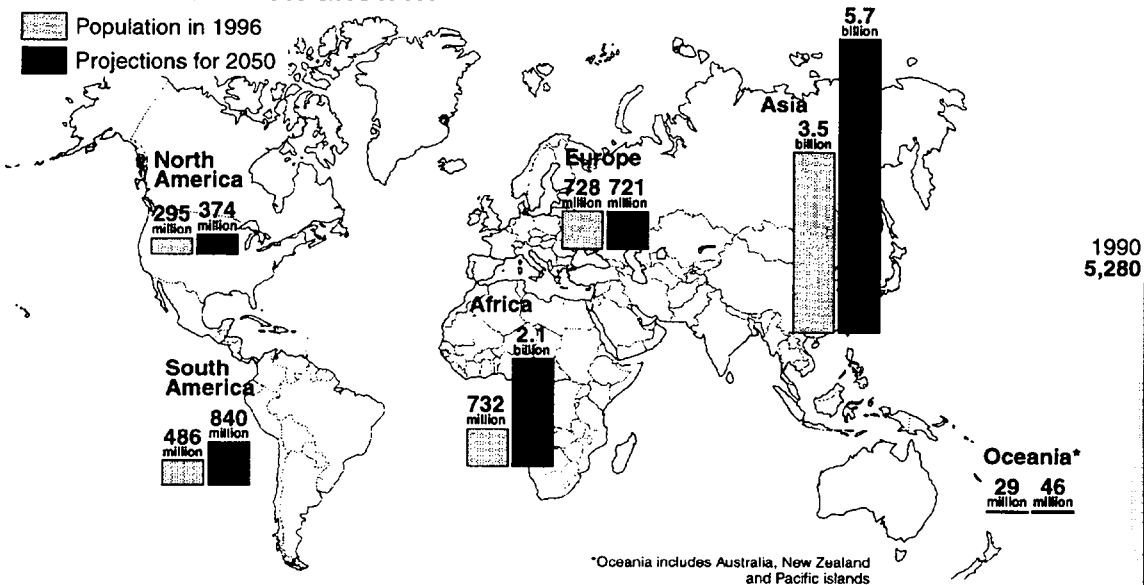 Population in 1996
Projections for 2050
North
America
295
million
374
million
South
America
486
million
840
million
Europe
728
million
721
million
Africa
732
million
2.1
billion
Asia
3.5
billion
5.7
billion
Oceania*
29
million
46
million
1990
5,280
*Oceania includes Australia, New Zealand
and Pacific islands